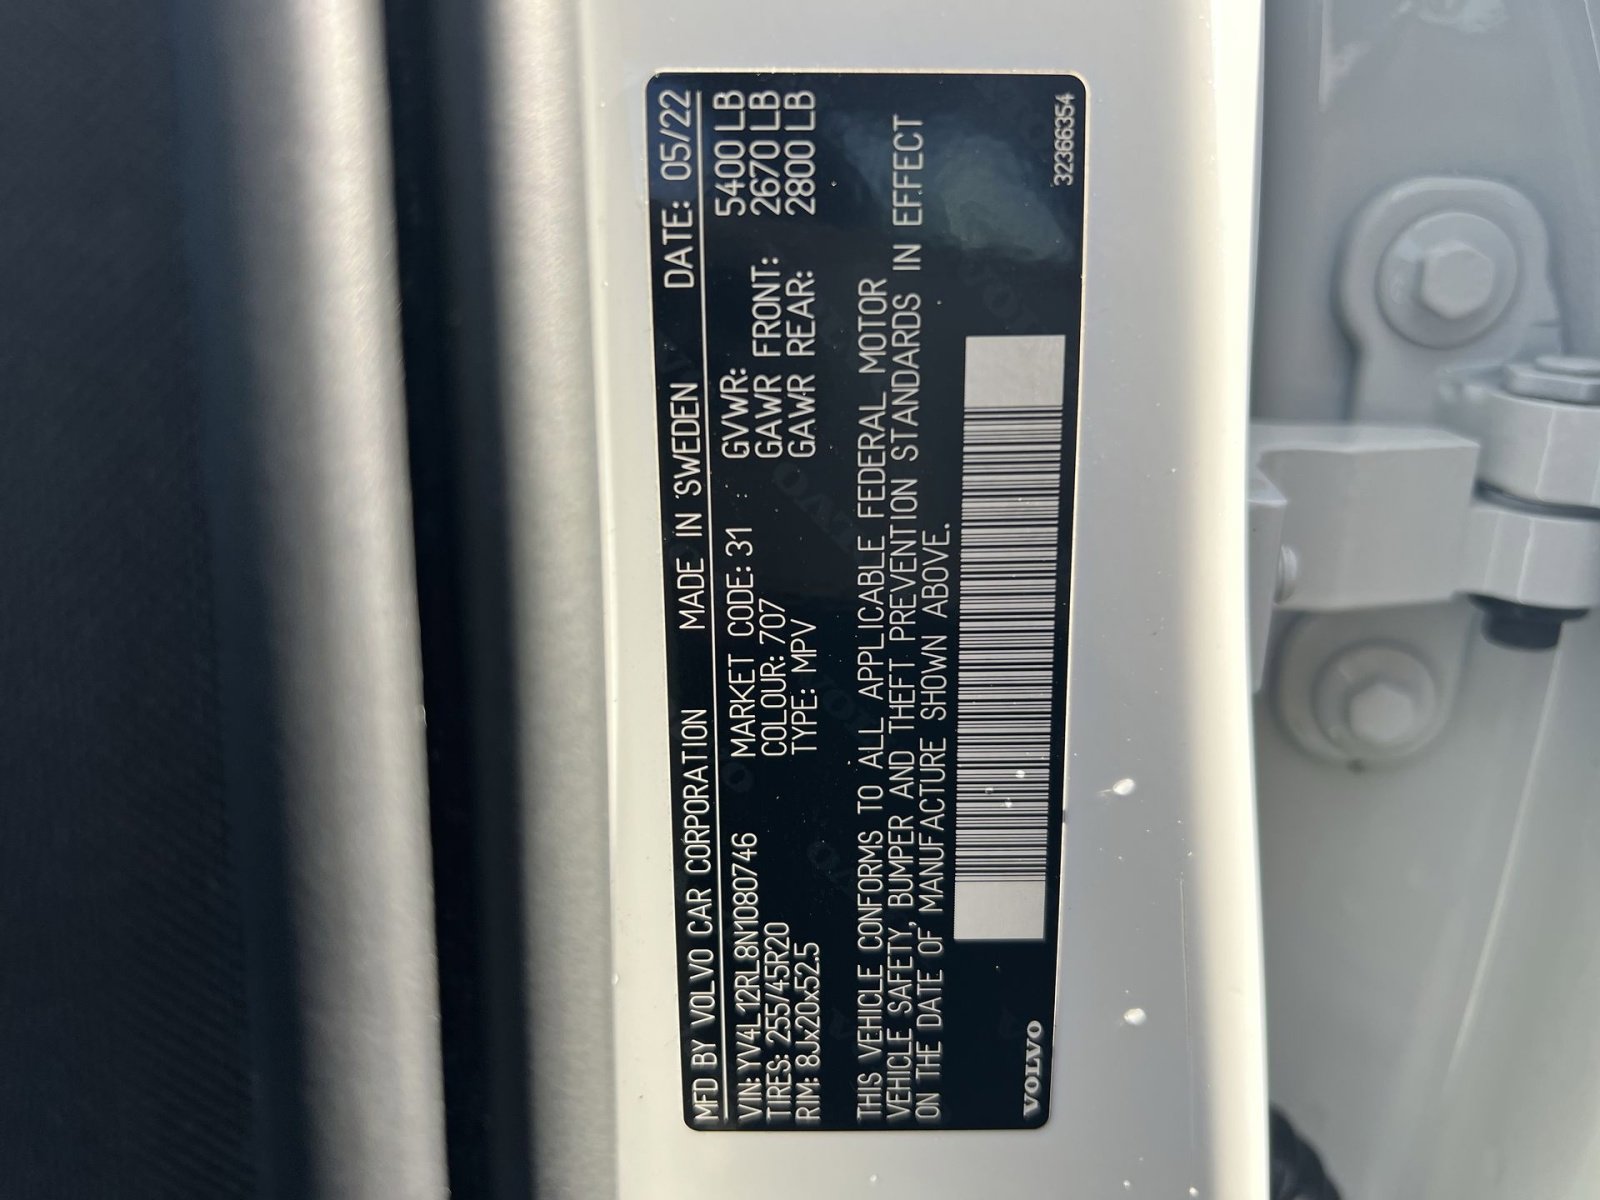 MFD BY VOLVO CAR CORPORATION MADE IN SWEDEN DATE: 05/22
VIN: YV4L12RL8N1080746 MARKET CODE: 31 GVWR: 5400 LB
TIRES: 255/45R20 COLOUR: 707 GAWR FRONT: 2670 LB
RIM: 8Jx20x52.5 TYPE: MPV GAWR REAR: 2800 LB
THIS VEHICLE CONFORMS TO ALL APPLICABLE FEDERAL MOTOR
VEHICLE SAFETY, BUMPER AND THEFT PREVENTION STANDARDS IN EFFECT
ON THE DATE OF MANUFACTURE SHOWN ABOVE.
VOLVO 32366354